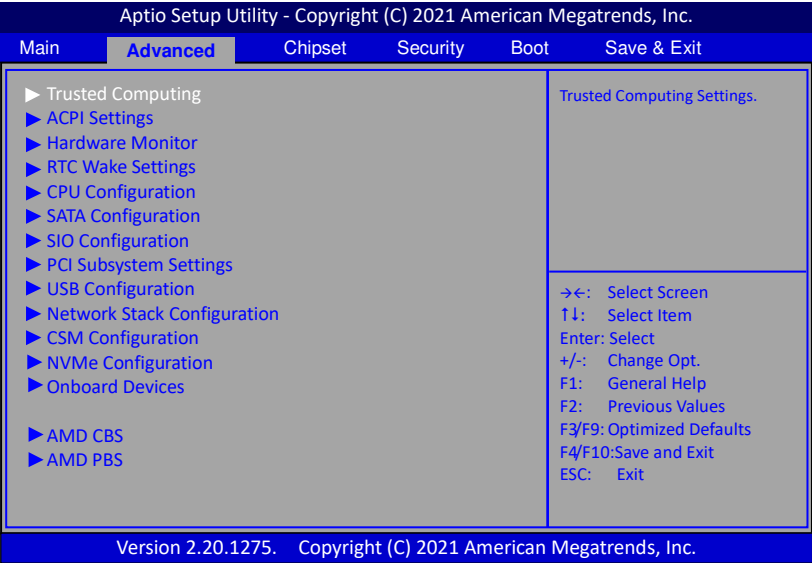 Aptio Setup Utility - Copyright (C) 2021 American Megatrends, Inc.
Main Advanced Chipset Security Boot Save & Exit
▶ Trusted Computing
▶ ACPI Settings
▶ Hardware Monitor
▶ RTC Wake Settings
▶ CPU Configuration
▶ SATA Configuration
▶ SIO Configuration
▶ PCI Subsystem Settings
▶ USB Configuration
▶ Network Stack Configuration
▶ CSM Configuration
▶ NVMe Configuration
▶ Onboard Devices
▶ AMD CBS
▶ AMD PBS
Trusted Computing Settings.
→←: Select Screen
↑↓: Select Item
Enter: Select
+/-: Change Opt.
F1: General Help
F2: Previous Values
F3/F9: Optimized Defaults
F4/F10:Save and Exit
ESC: Exit
Version 2.20.1275. Copyright (C) 2021 American Megatrends, Inc.